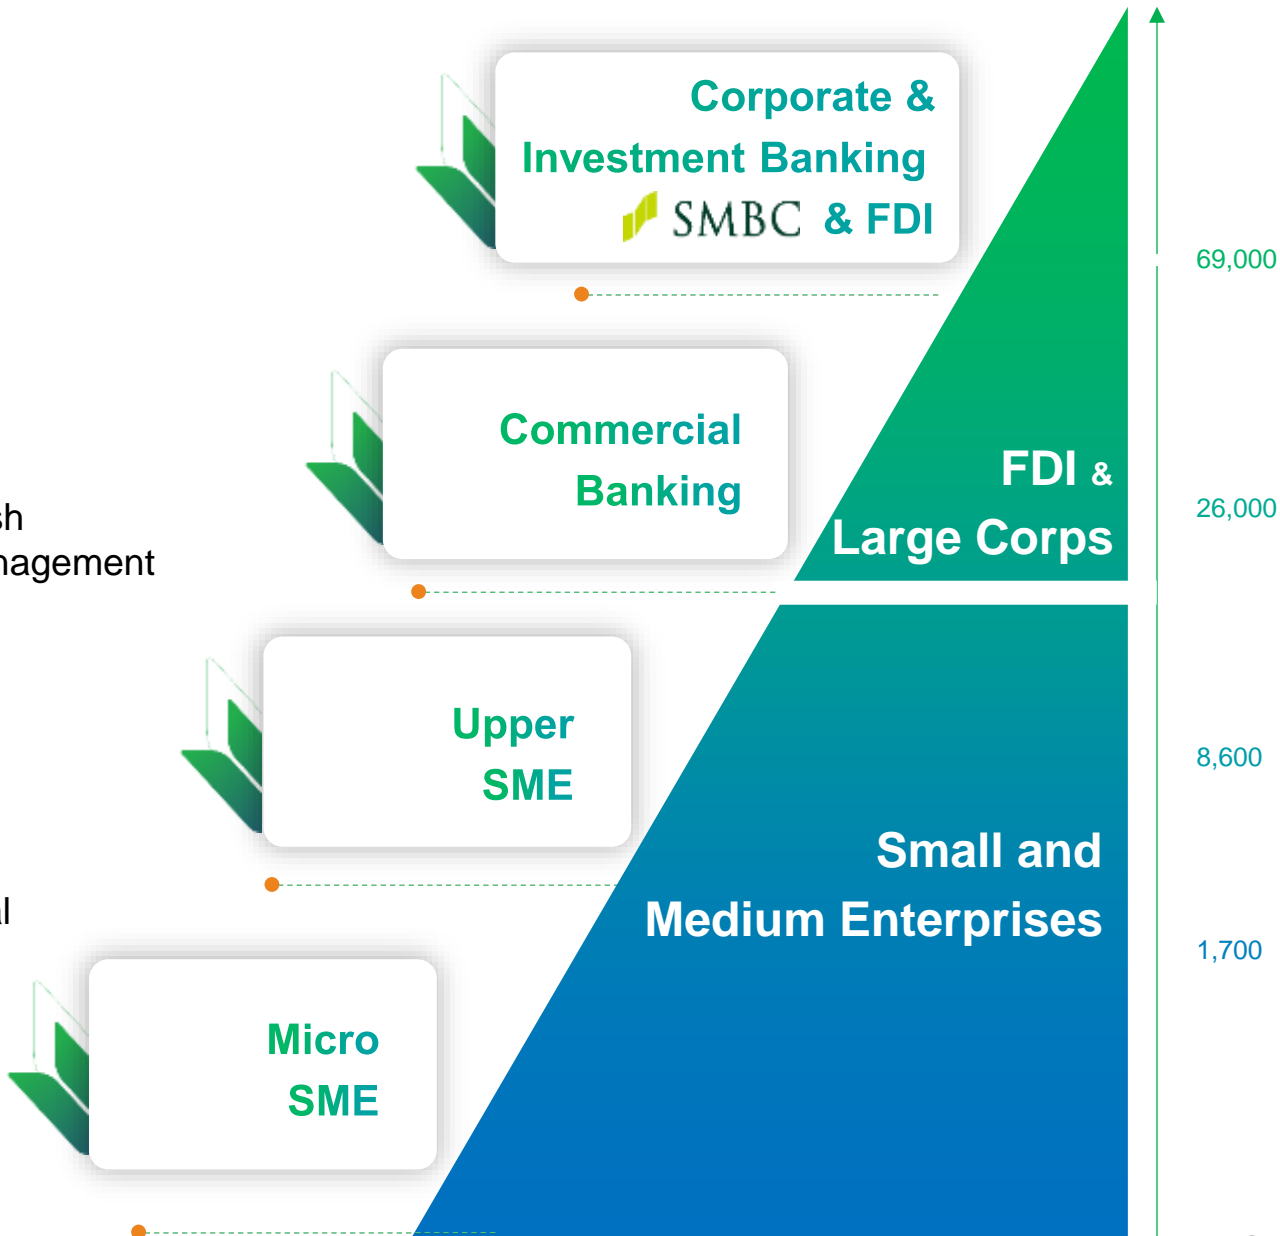 Corporate &
Investment Banking
SMBC & FDI
69,000
Commercial
Banking
FDI &
Large Corps
26,000
sh
nagement
Upper
SME
8,600
Small and
Medium Enterprises
al
1,700
Micro
SME